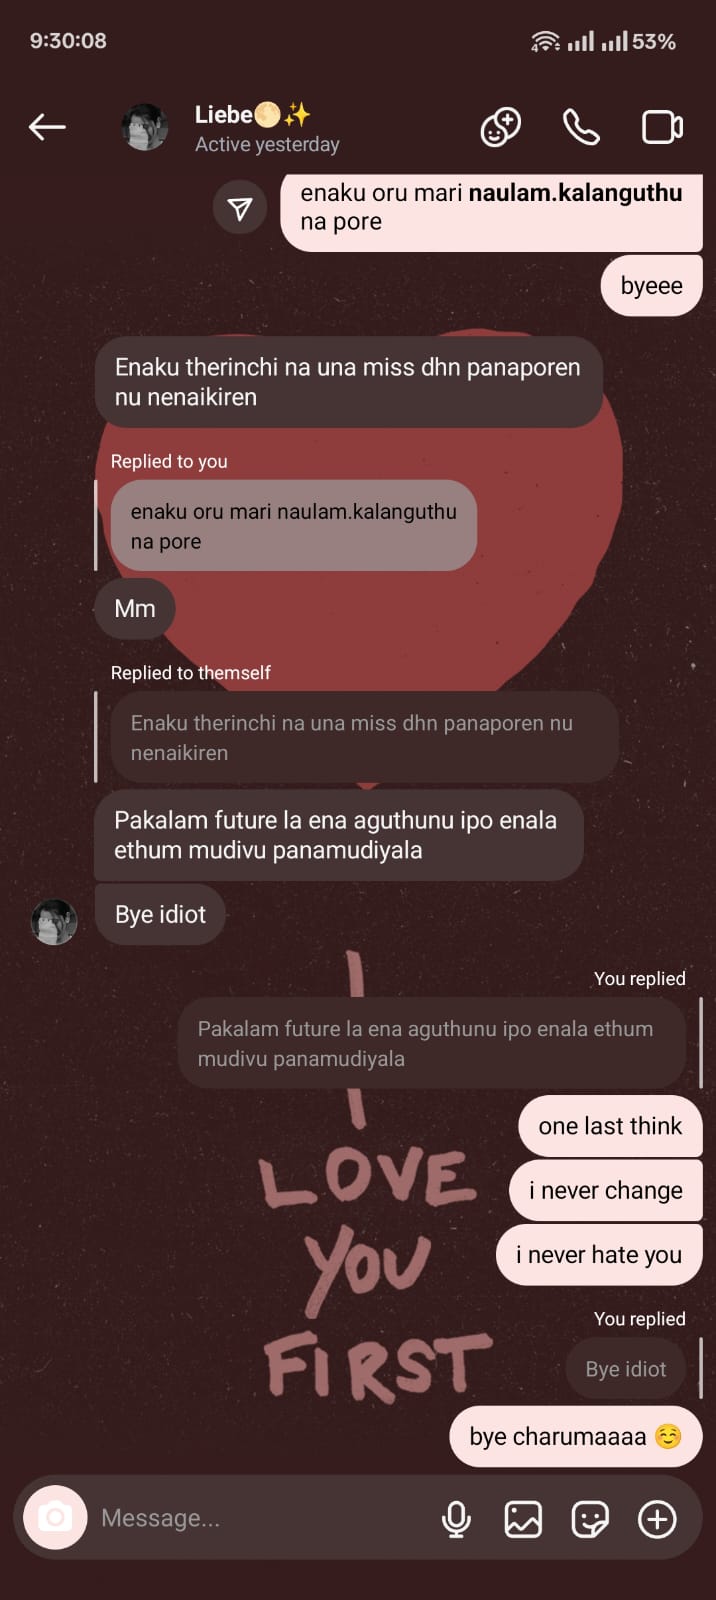 9:30:08
53%
Liebe🌕✨
Active yesterday
enaku oru mari naulam.kalanguthu
na pore
byeee
Enaku therinchi na una miss dhn panaporen
nu nenaikiren
Replied to you
enaku oru mari naulam.kalanguthu
na pore
Mm
Replied to themself
Enaku therinchi na una miss dhn panaporen nu
nenaikiren
Pakalam future la ena aguthunu ipo enala
ethum mudivu panamudiyala
Bye idiot
You replied
Pakalam future la ena aguthunu ipo enala ethum
mudivu panamudiyala
one last think
i never change
i never hate you
You replied
Bye idiot
bye charumaaaa ☺️
I
LOVE
YOU
FIRST
Message...